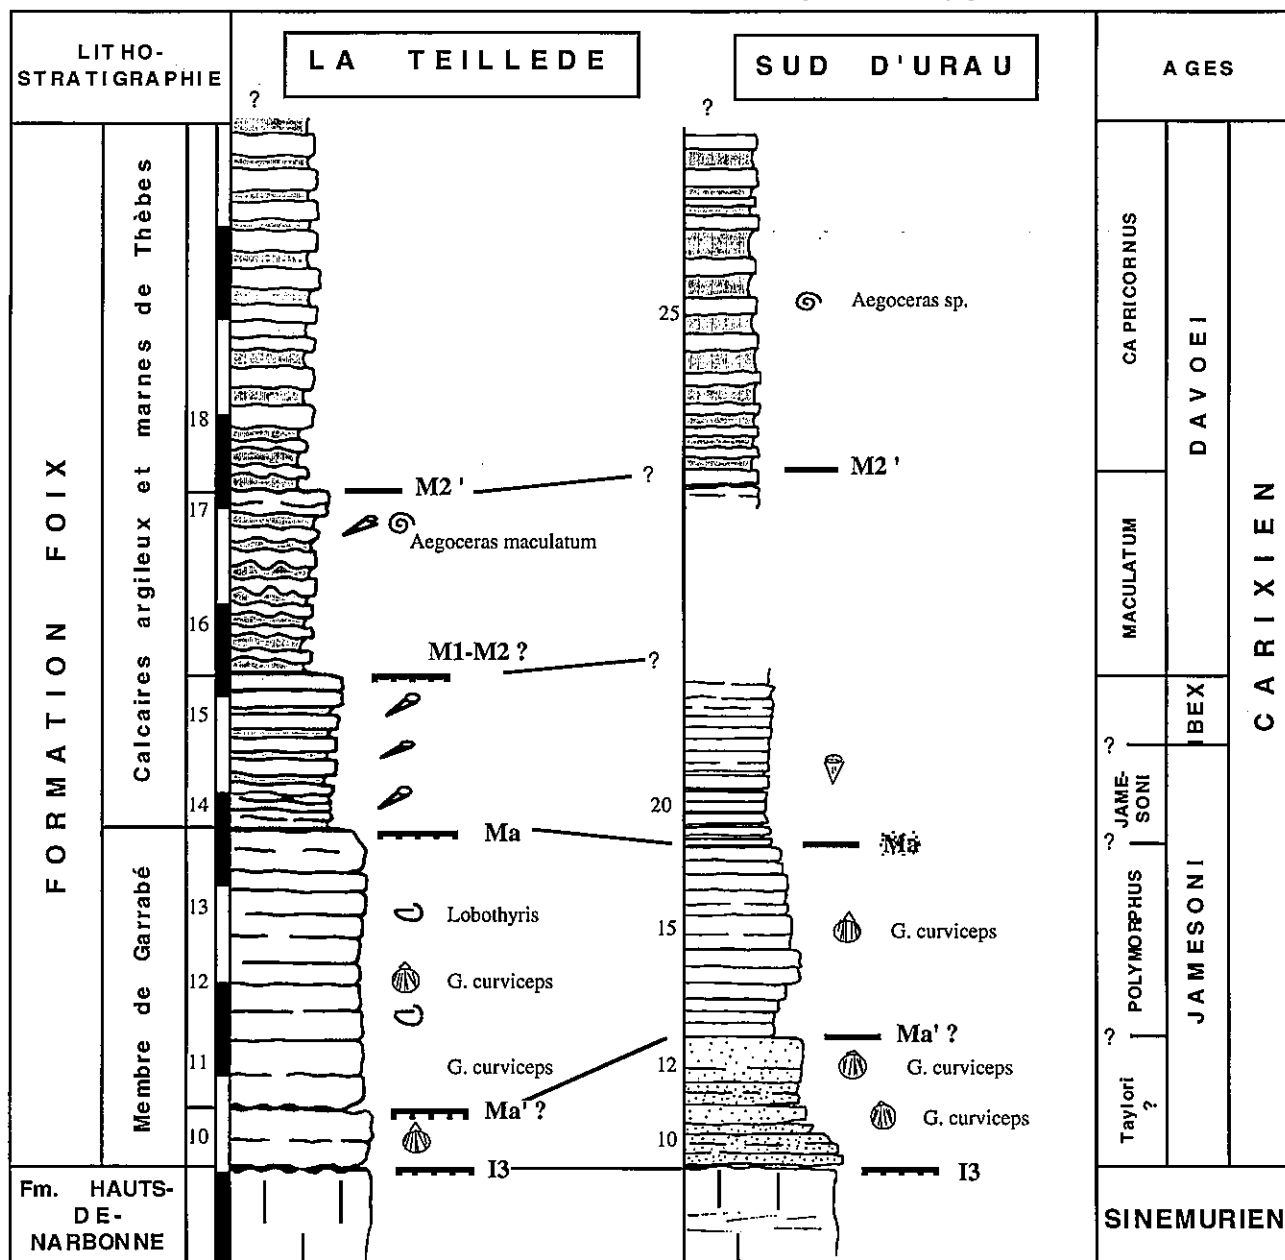 LITHO-
STRATIGRAPHIE
LA TEILLEDE
SUD D'URAU
AGES
?
?
FORMATION FOIX
Calcaires argileux et marnes de Thèbes
Membre de Garrabé
Fm. HAUTS-
DE-
NARBONNE
18
17
16
15
14
13
12
11
10
M2 '
Aegoceras maculatum
M1-M2 ?
Ma
Lobothyris
G. curviceps
G. curviceps
Ma' ?
I3
?
?
25
20
15
12
10
Aegoceras sp.
M2 '
Ma
G. curviceps
Ma' ?
G. curviceps
G. curviceps
I3
CAPRICORNUS
MACULATUM
IBEX
?
JAME-
SONI
?
POLYMORPHUS
?
Taylori
?
DAVOEI
JAMESONI
CARIXIEN
SINEMURIEN